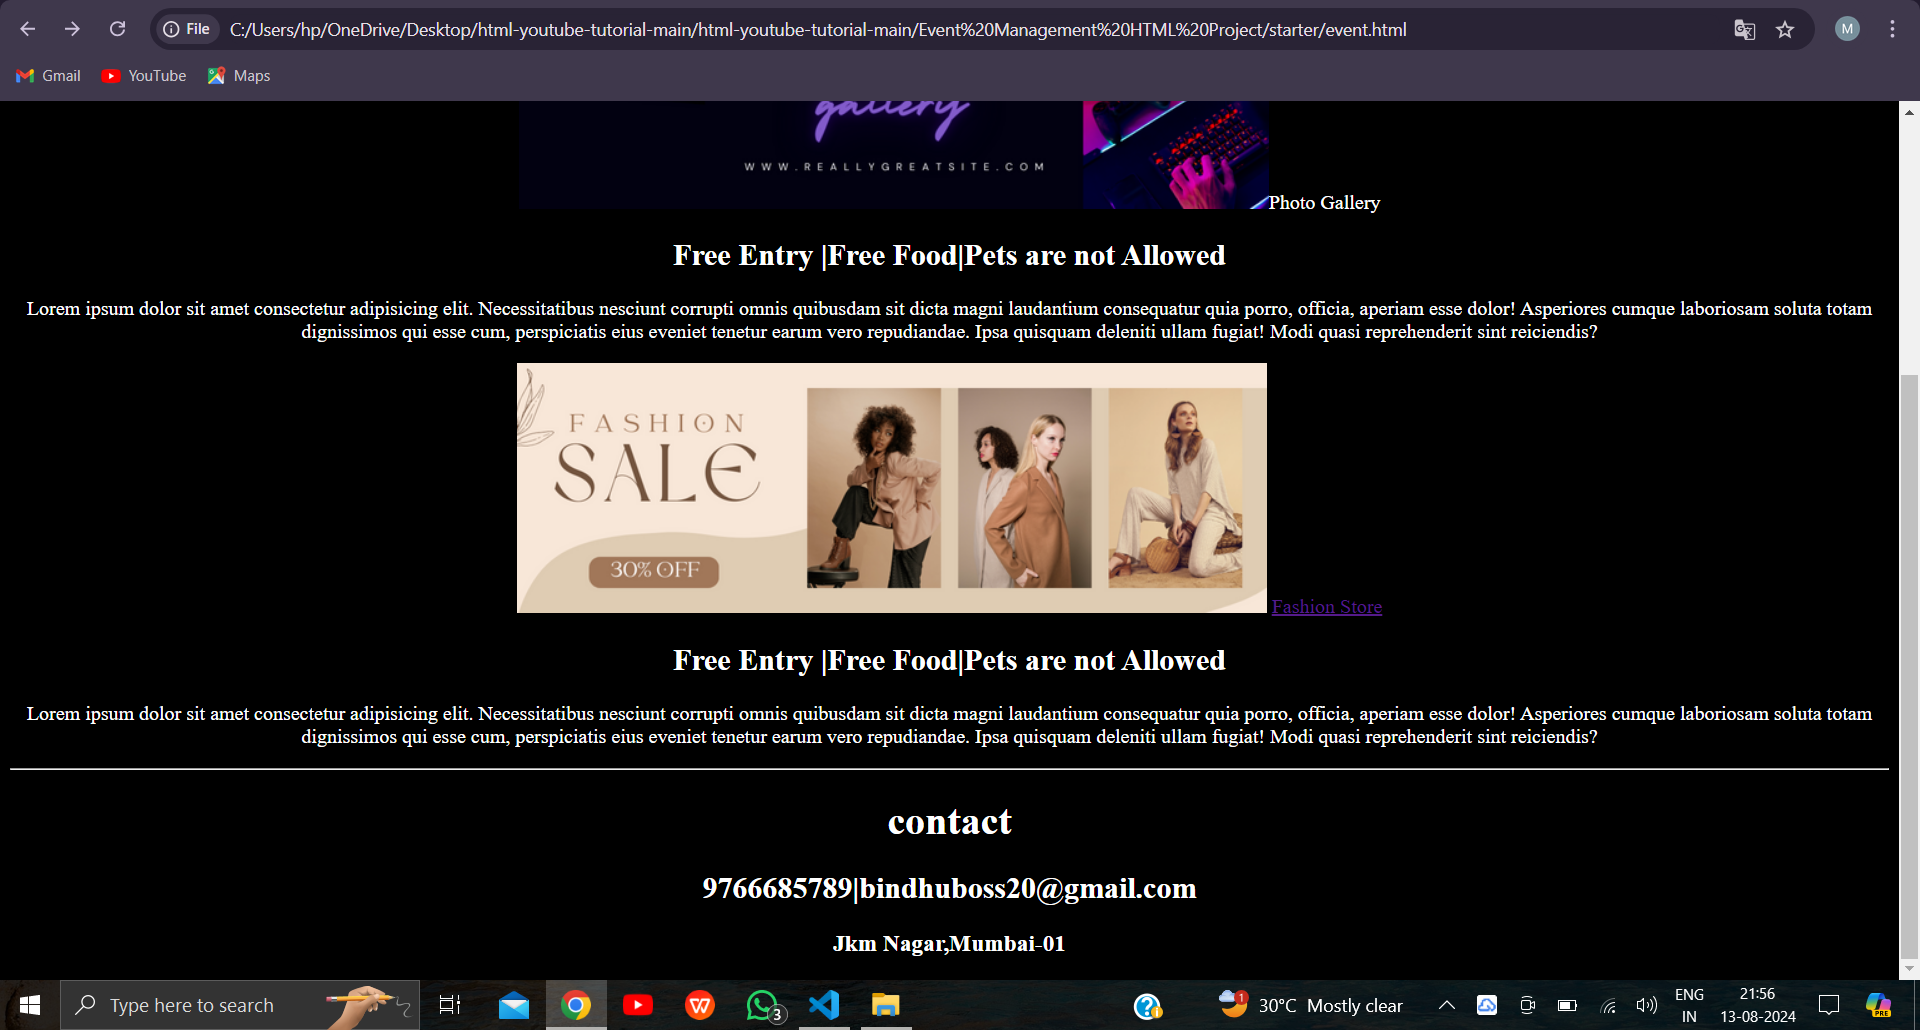 File
C:/Users/hp/OneDrive/Desktop/html-youtube-tutorial-main/html-youtube-tutorial-main/Event%20Management%20HTML%20Project/starter/event.html
M
Gmail
YouTube
Maps
gallery
WWW.REALLYGREATSITE.COM
Photo Gallery
Free Entry |Free Food|Pets are not Allowed
Lorem ipsum dolor sit amet consectetur adipisicing elit. Necessitatibus nesciunt corrupti omnis quibusdam sit dicta magni laudantium consequatur quia porro, officia, aperiam esse dolor! Asperiores cumque laboriosam soluta totam
dignissimos qui esse cum, perspiciatis eius eveniet tenetur earum vero repudiandae. Ipsa quisquam deleniti ullam fugiat! Modi quasi reprehenderit sint reiciendis?
FASHION
SALE
30% OFF
Fashion Store
Free Entry |Free Food|Pets are not Allowed
Lorem ipsum dolor sit amet consectetur adipisicing elit. Necessitatibus nesciunt corrupti omnis quibusdam sit dicta magni laudantium consequatur quia porro, officia, aperiam esse dolor! Asperiores cumque laboriosam soluta totam
dignissimos qui esse cum, perspiciatis eius eveniet tenetur earum vero repudiandae. Ipsa quisquam deleniti ullam fugiat! Modi quasi reprehenderit sint reiciendis?
contact
9766685789|bindhuboss20@gmail.com
Jkm Nagar,Mumbai-01
Type here to search
3
1
30°C Mostly clear
ENG
IN
21:56
13-08-2024
PRE